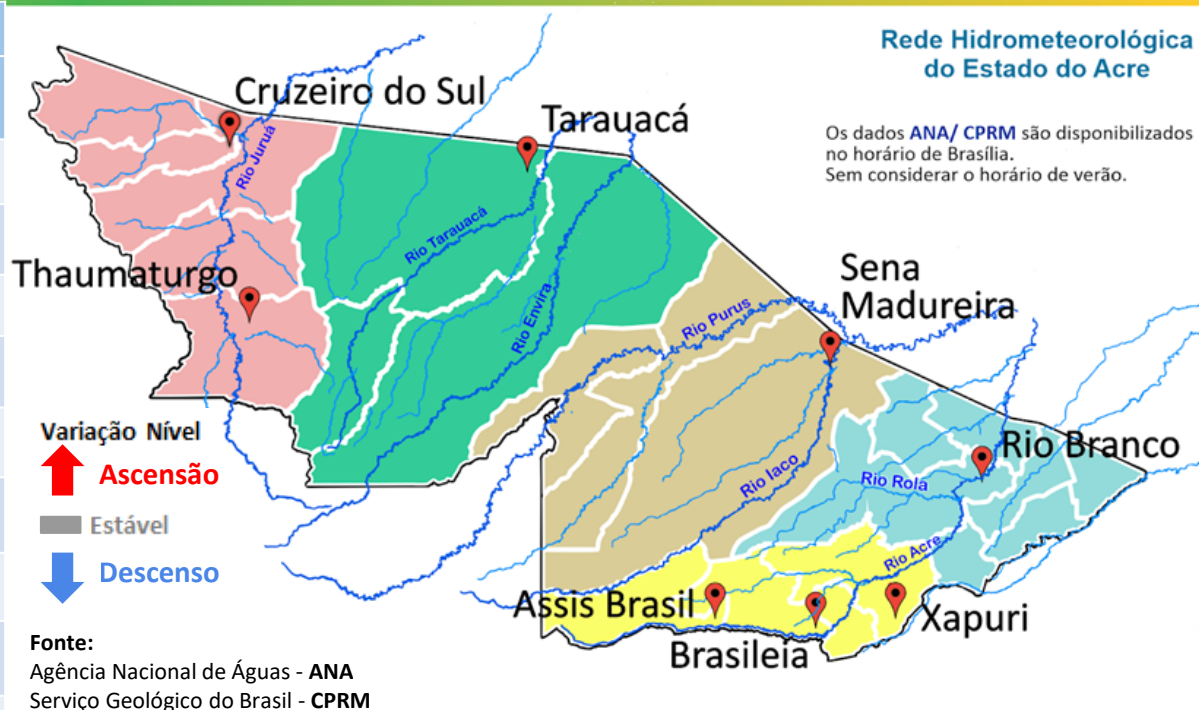 Rede Hidrometeorológica
do Estado do Acre
Os dados ANA/ CPRM são disponibilizados
no horário de Brasília.
Sem considerar o horário de verão.
Cruzeiro do Sul
Tarauacá
Rio Juruá
Rio Tarauacá
Thaumaturgo
Rio Envira
Sena
Madureira
Rio Purus
Rio Branco
Rio Iaco
Rio Rola
Rio Acre
Assis Brasil
Xapuri
Brasileia
Variação Nível
Ascensão
Estável
Descenso
Fonte:
Agência Nacional de Águas - ANA
Serviço Geológico do Brasil - CPRM